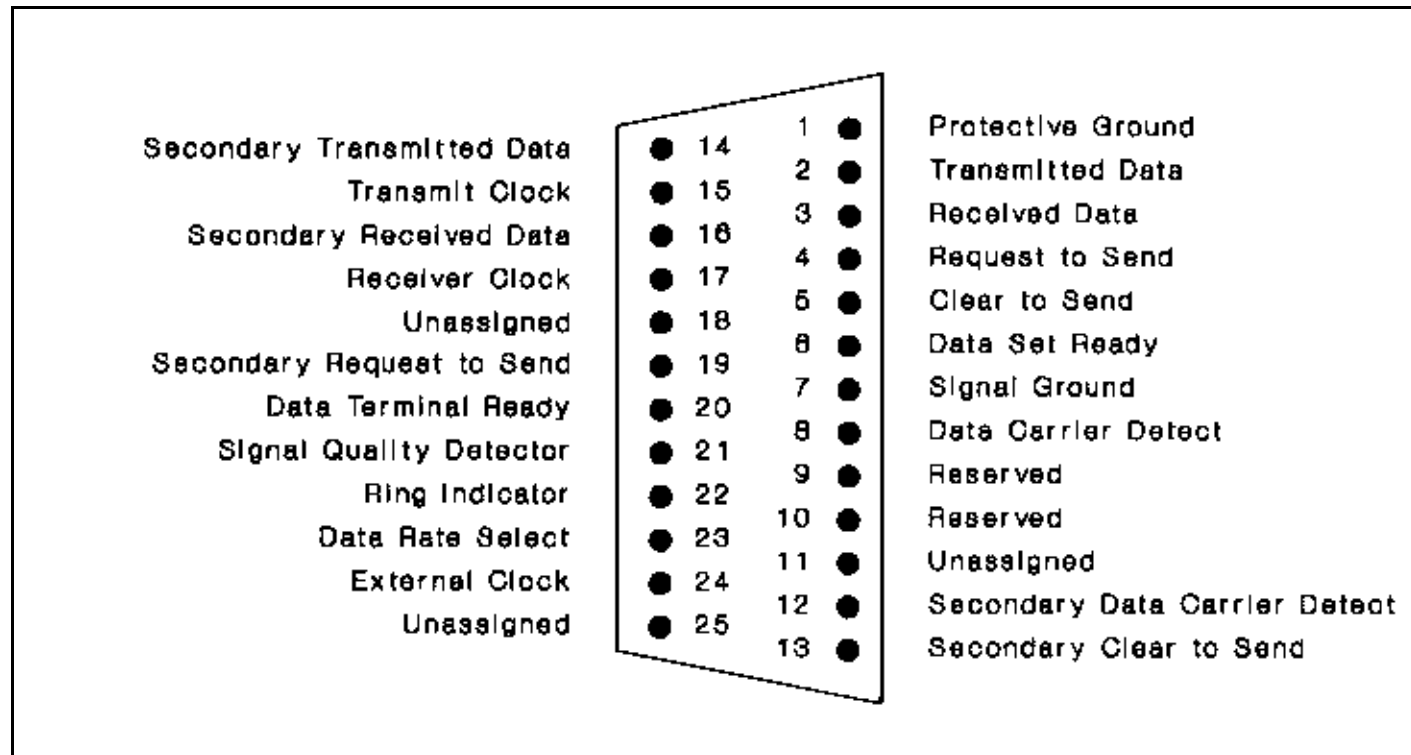 Secondary Transmitted Data 14
Transmit Clock 15
Secondary Received Data 16
Receiver Clock 17
Unassigned 18
Secondary Request to Send 19
Data Terminal Ready 20
Signal Quality Detector 21
Ring Indicator 22
Data Rate Select 23
External Clock 24
Unassigned 25
1 Protective Ground
2 Transmitted Data
3 Received Data
4 Request to Send
5 Clear to Send
6 Data Set Ready
7 Signal Ground
8 Data Carrier Detect
9 Reserved
10 Reserved
11 Unassigned
12 Secondary Data Carrier Detect
13 Secondary Clear to Send